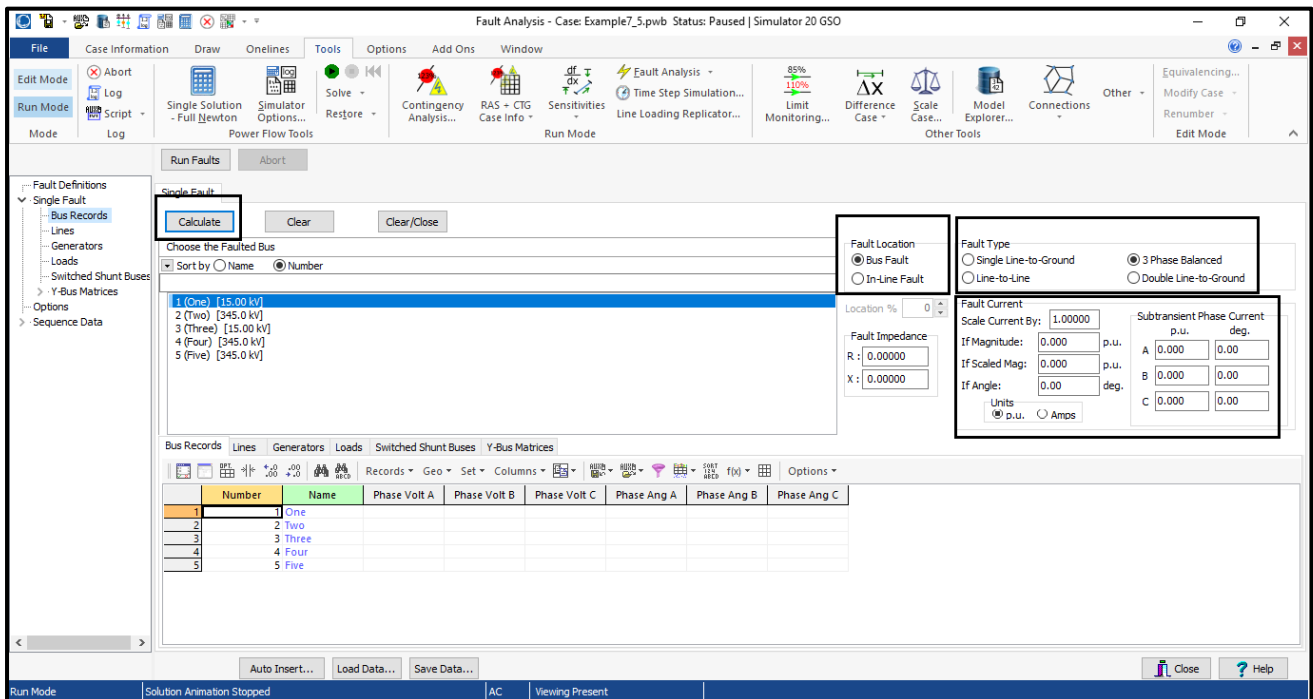 Fault Analysis - Case: Example7_5.pwb Status: Paused | Simulator 20 GSO
File Case Information Draw Onelines Tools Options Add Ons Window
Edit Mode
Run Mode
Mode
Abort
Log
Script
Log
Single Solution - Full Newton
Simulator Options...
Solve
Restore
Power Flow Tools
Contingency Analysis...
RAS + CTG Case Info
Sensitivities
Fault Analysis
Time Step Simulation...
Line Loading Replicator...
Run Mode
Limit Monitoring...
Difference Case
Scale Case...
Model Explorer...
Connections
Other
Other Tools
Equivalencing...
Modify Case
Renumber
Edit Mode
Run Faults Abort
Fault Definitions
Single Fault
Bus Records
Lines
Generators
Loads
Switched Shunt Buses
Y-Bus Matrices
Options
Sequence Data
Single Fault
Calculate Clear Clear/Close
Choose the Faulted Bus
Sort by Name Number
1 (One) [15.00 kV]
2 (Two) [345.0 kV]
3 (Three) [15.00 kV]
4 (Four) [345.0 kV]
5 (Five) [345.0 kV]
Fault Location
Bus Fault
In-Line Fault
Location % 0
Fault Impedance
R : 0.00000
X : 0.00000
Fault Type
Single Line-to-Ground 3 Phase Balanced
Line-to-Line Double Line-to-Ground
Fault Current
Scale Current By: 1.00000
If Magnitude: 0.000 p.u.
If Scaled Mag: 0.000 p.u.
If Angle: 0.00 deg.
Units
p.u. Amps
Subtransient Phase Current
p.u. deg.
A 0.000 0.00
B 0.000 0.00
C 0.000 0.00
Bus Records Lines Generators Loads Switched Shunt Buses Y-Bus Matrices
Records Geo Set Columns f(x) Options
Number Name Phase Volt A Phase Volt B Phase Volt C Phase Ang A Phase Ang B Phase Ang C
1 1 One
2 2 Two
3 3 Three
4 4 Four
5 5 Five
Auto Insert... Load Data... Save Data... Close Help
Run Mode Solution Animation Stopped AC Viewing Present